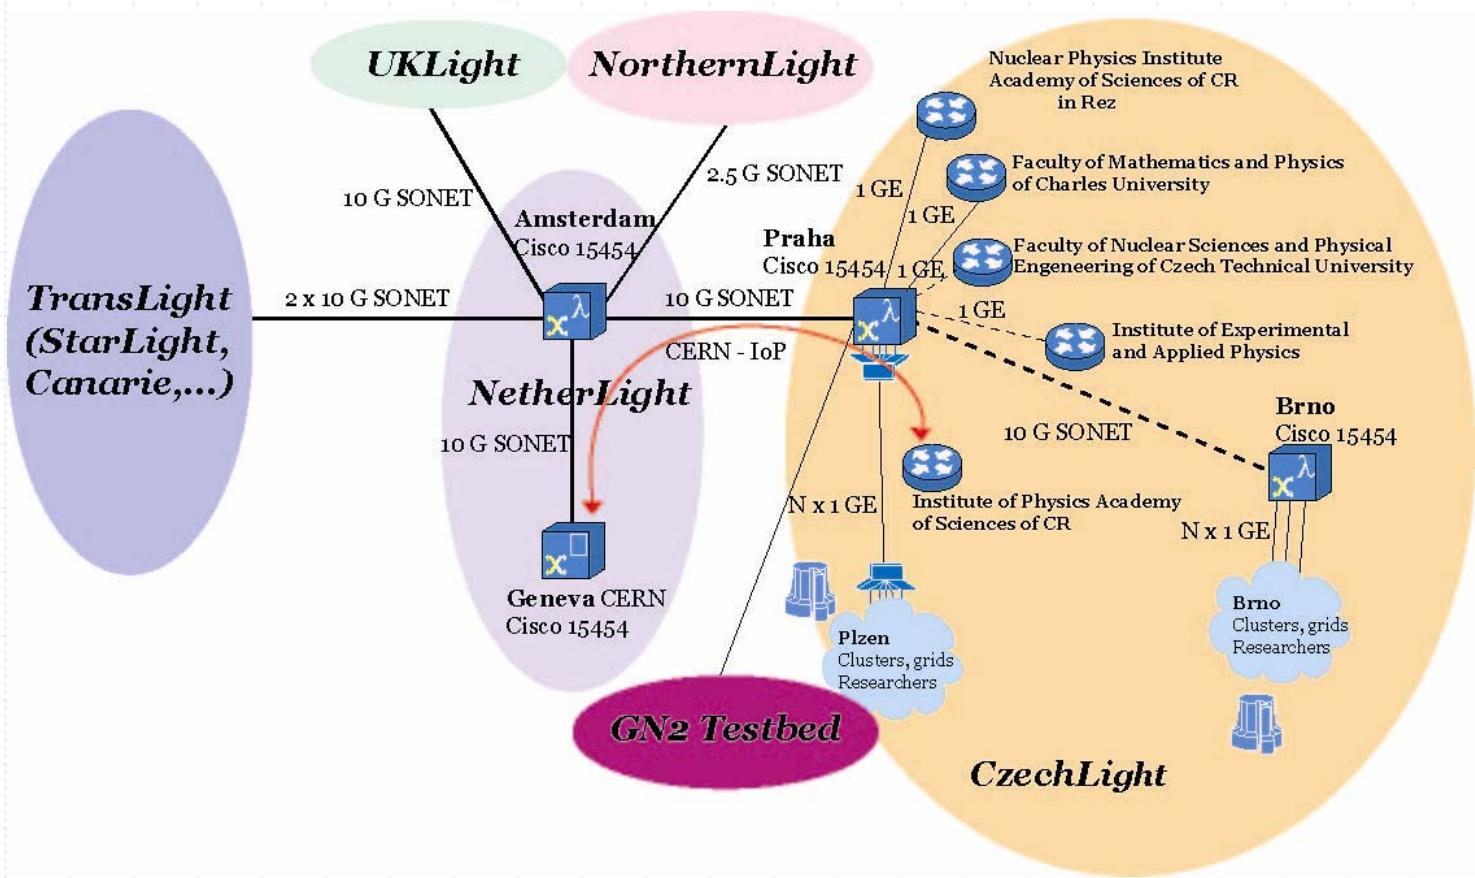 UKLight
NorthernLight
Nuclear Physics Institute
Academy of Sciences of CR
in Rez
Faculty of Mathematics and Physics
of Charles University
2.5 G SONET
1 GE
10 G SONET
1 GE
Amsterdam
Cisco 15454
Praha
Cisco 15454
1 GE
Faculty of Nuclear Sciences and Physical
Engeneering of Czech Technical University
TransLight
(StarLight,
Canarie,...)
2 x 10 G SONET
10 G SONET
1 GE
Institute of Experimental
and Applied Physics
CERN - IoP
NetherLight
10 G SONET
10 G SONET
Brno
Cisco 15454
λ
λ
λ
N x 1 GE
Institute of Physics Academy
of Sciences of CR
N x 1 GE
Geneva CERN
Cisco 15454
Plzen
Clusters, grids
Researchers
Brno
Clusters, grids
Researchers
GN2 Testbed
CzechLight